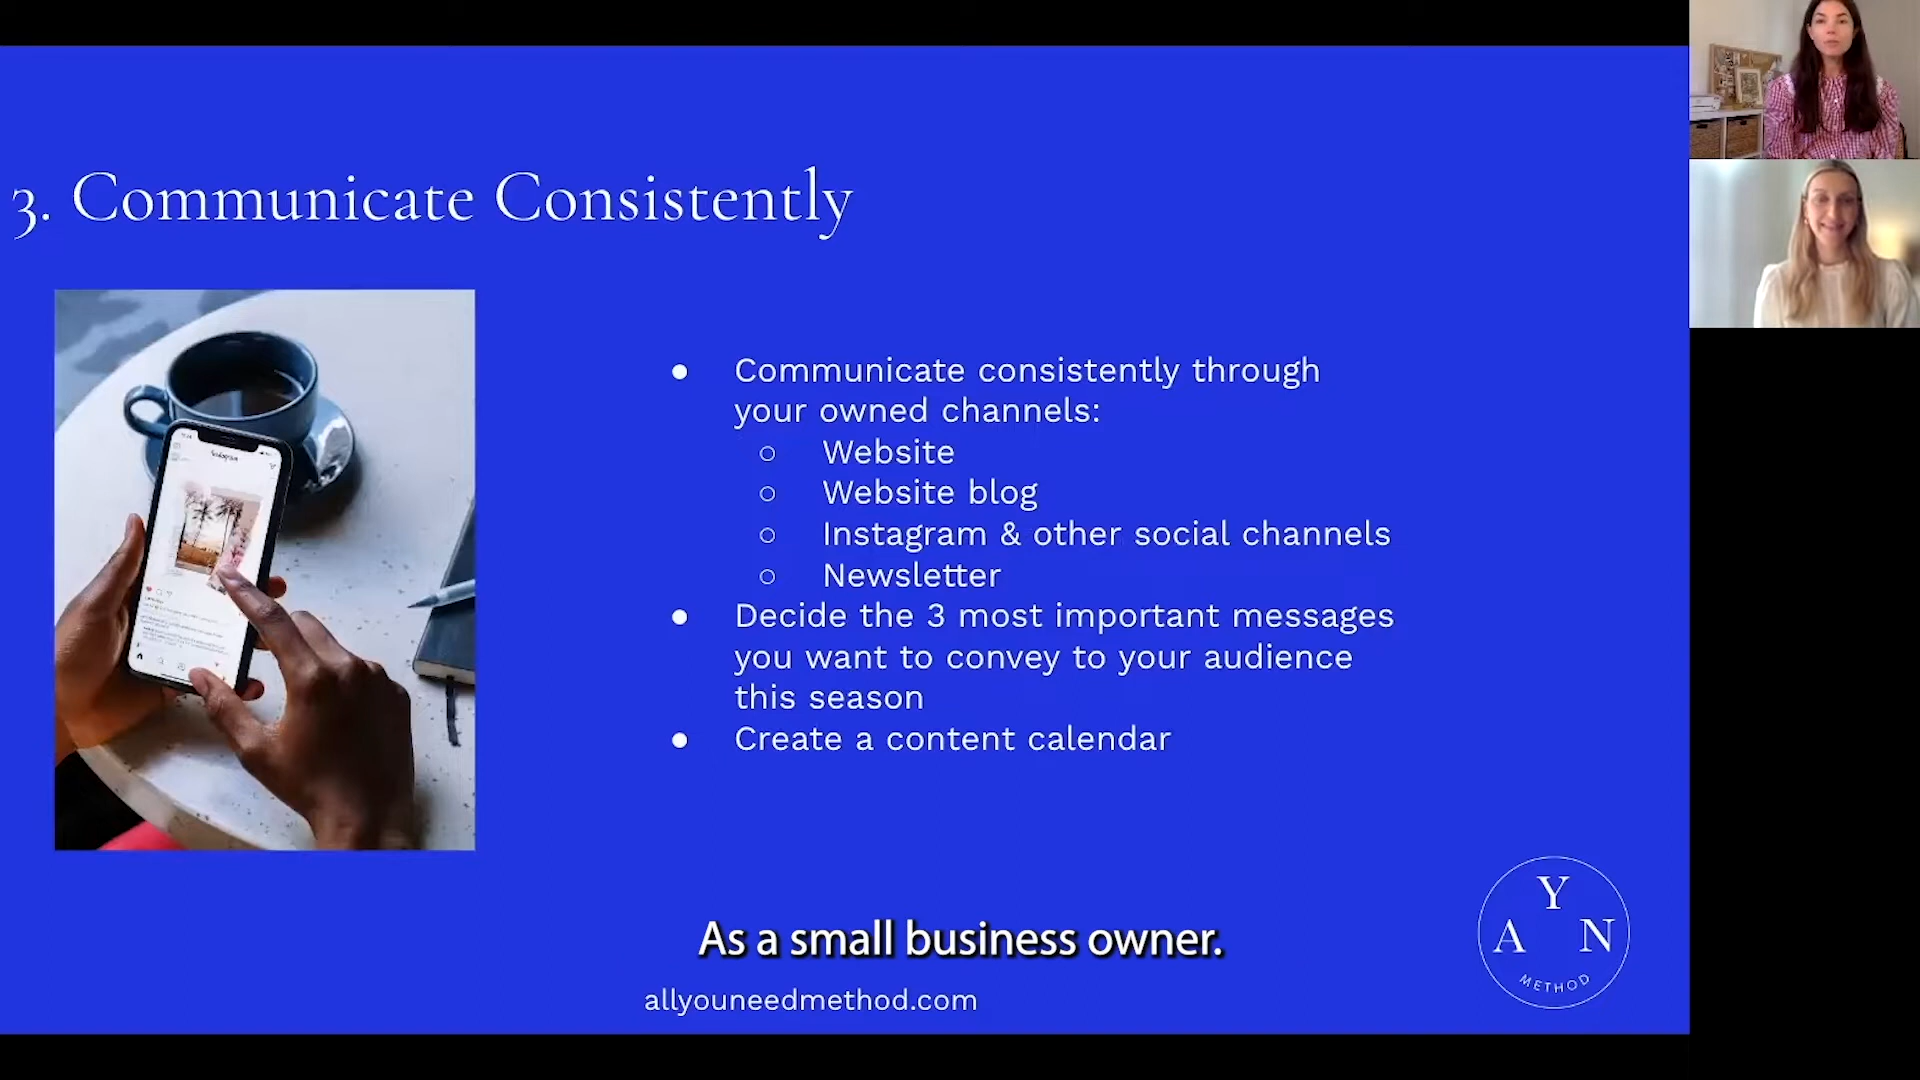 3. Communicate Consistently
Instagram
● Communicate consistently through
your owned channels:
○ Website
○ Website blog
○ Instagram & other social channels
○ Newsletter
● Decide the 3 most important messages
you want to convey to your audience
this season
● Create a content calendar
As a small business owner.
allyouneedmethod.com
Y
A N
METHOD